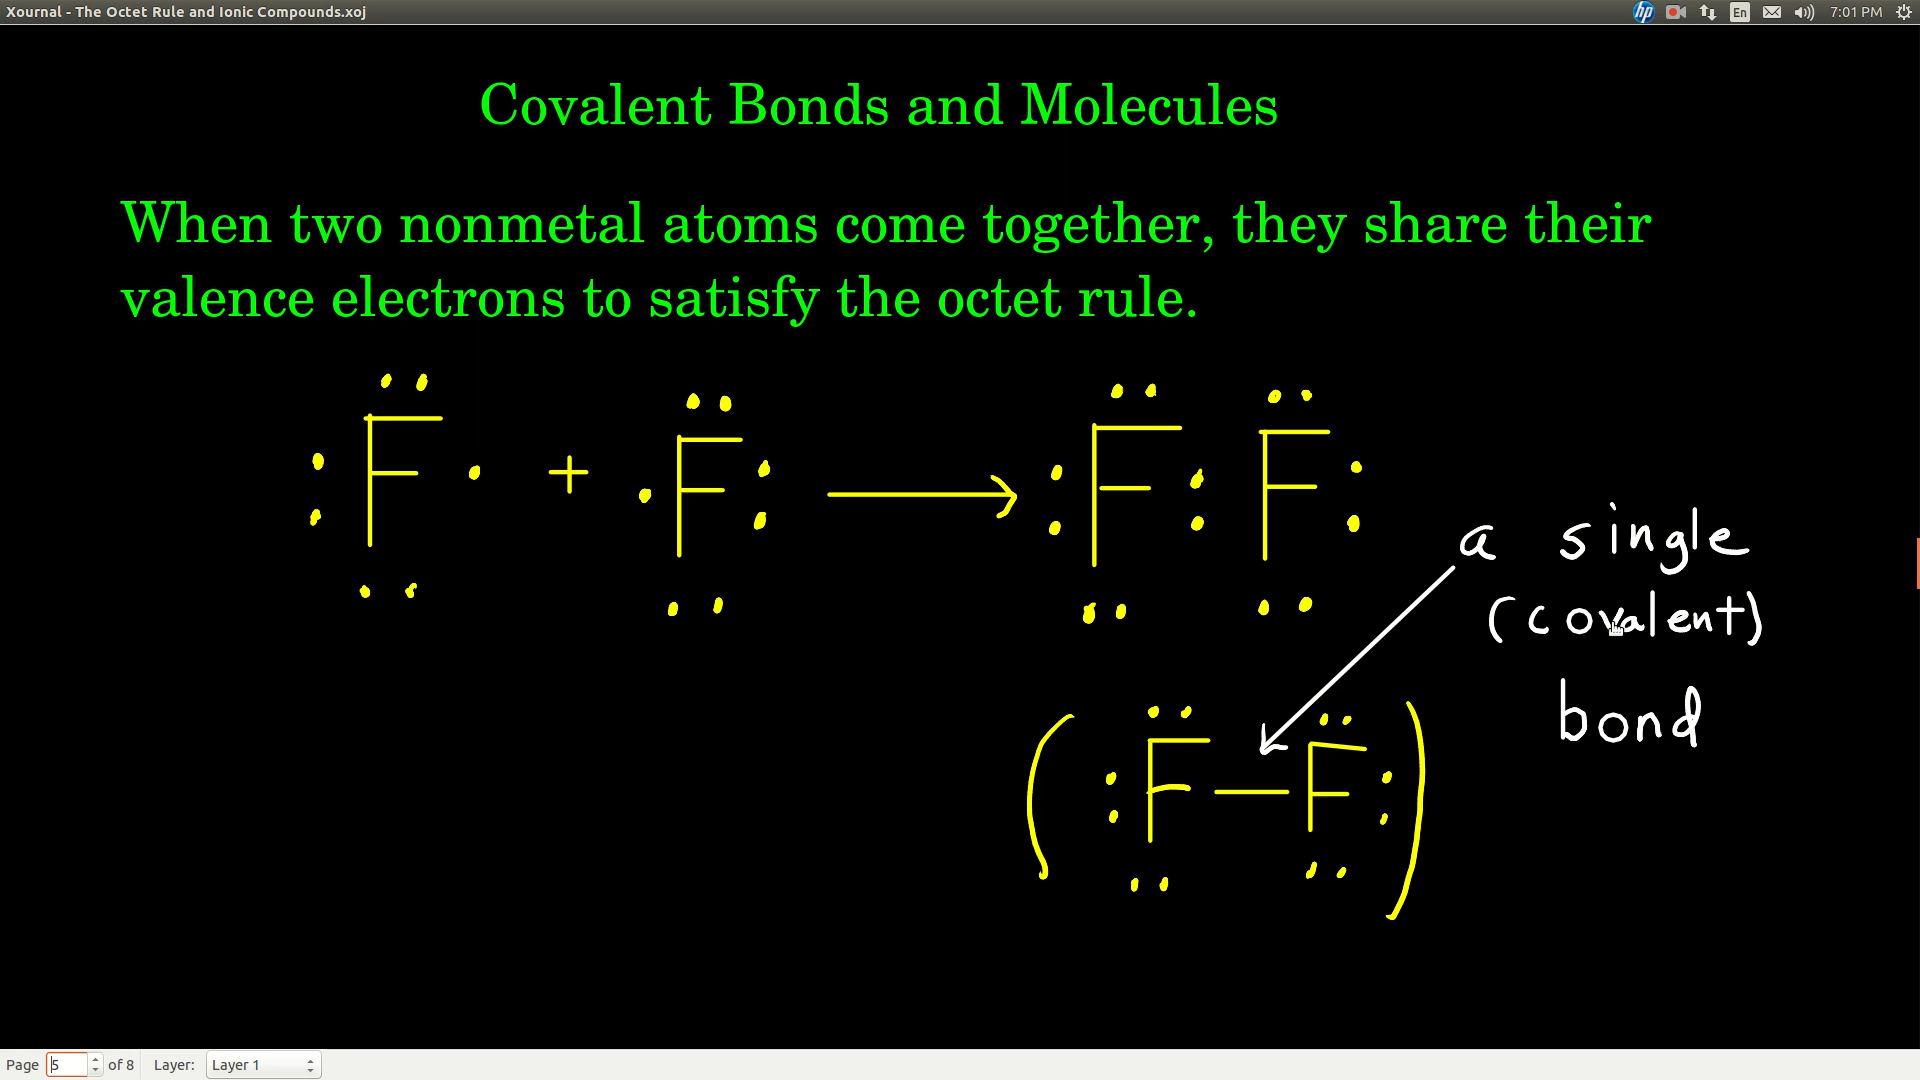 Xournal - The Octet Rule and Ionic Compounds.xoj
hp En 7:01 PM
Covalent Bonds and Molecules
When two nonmetal atoms come together, they share their
valence electrons to satisfy the octet rule.
F + F → F : F
a single
(covalent)
bond
( F — F )
Page 5 of 8 Layer: Layer 1